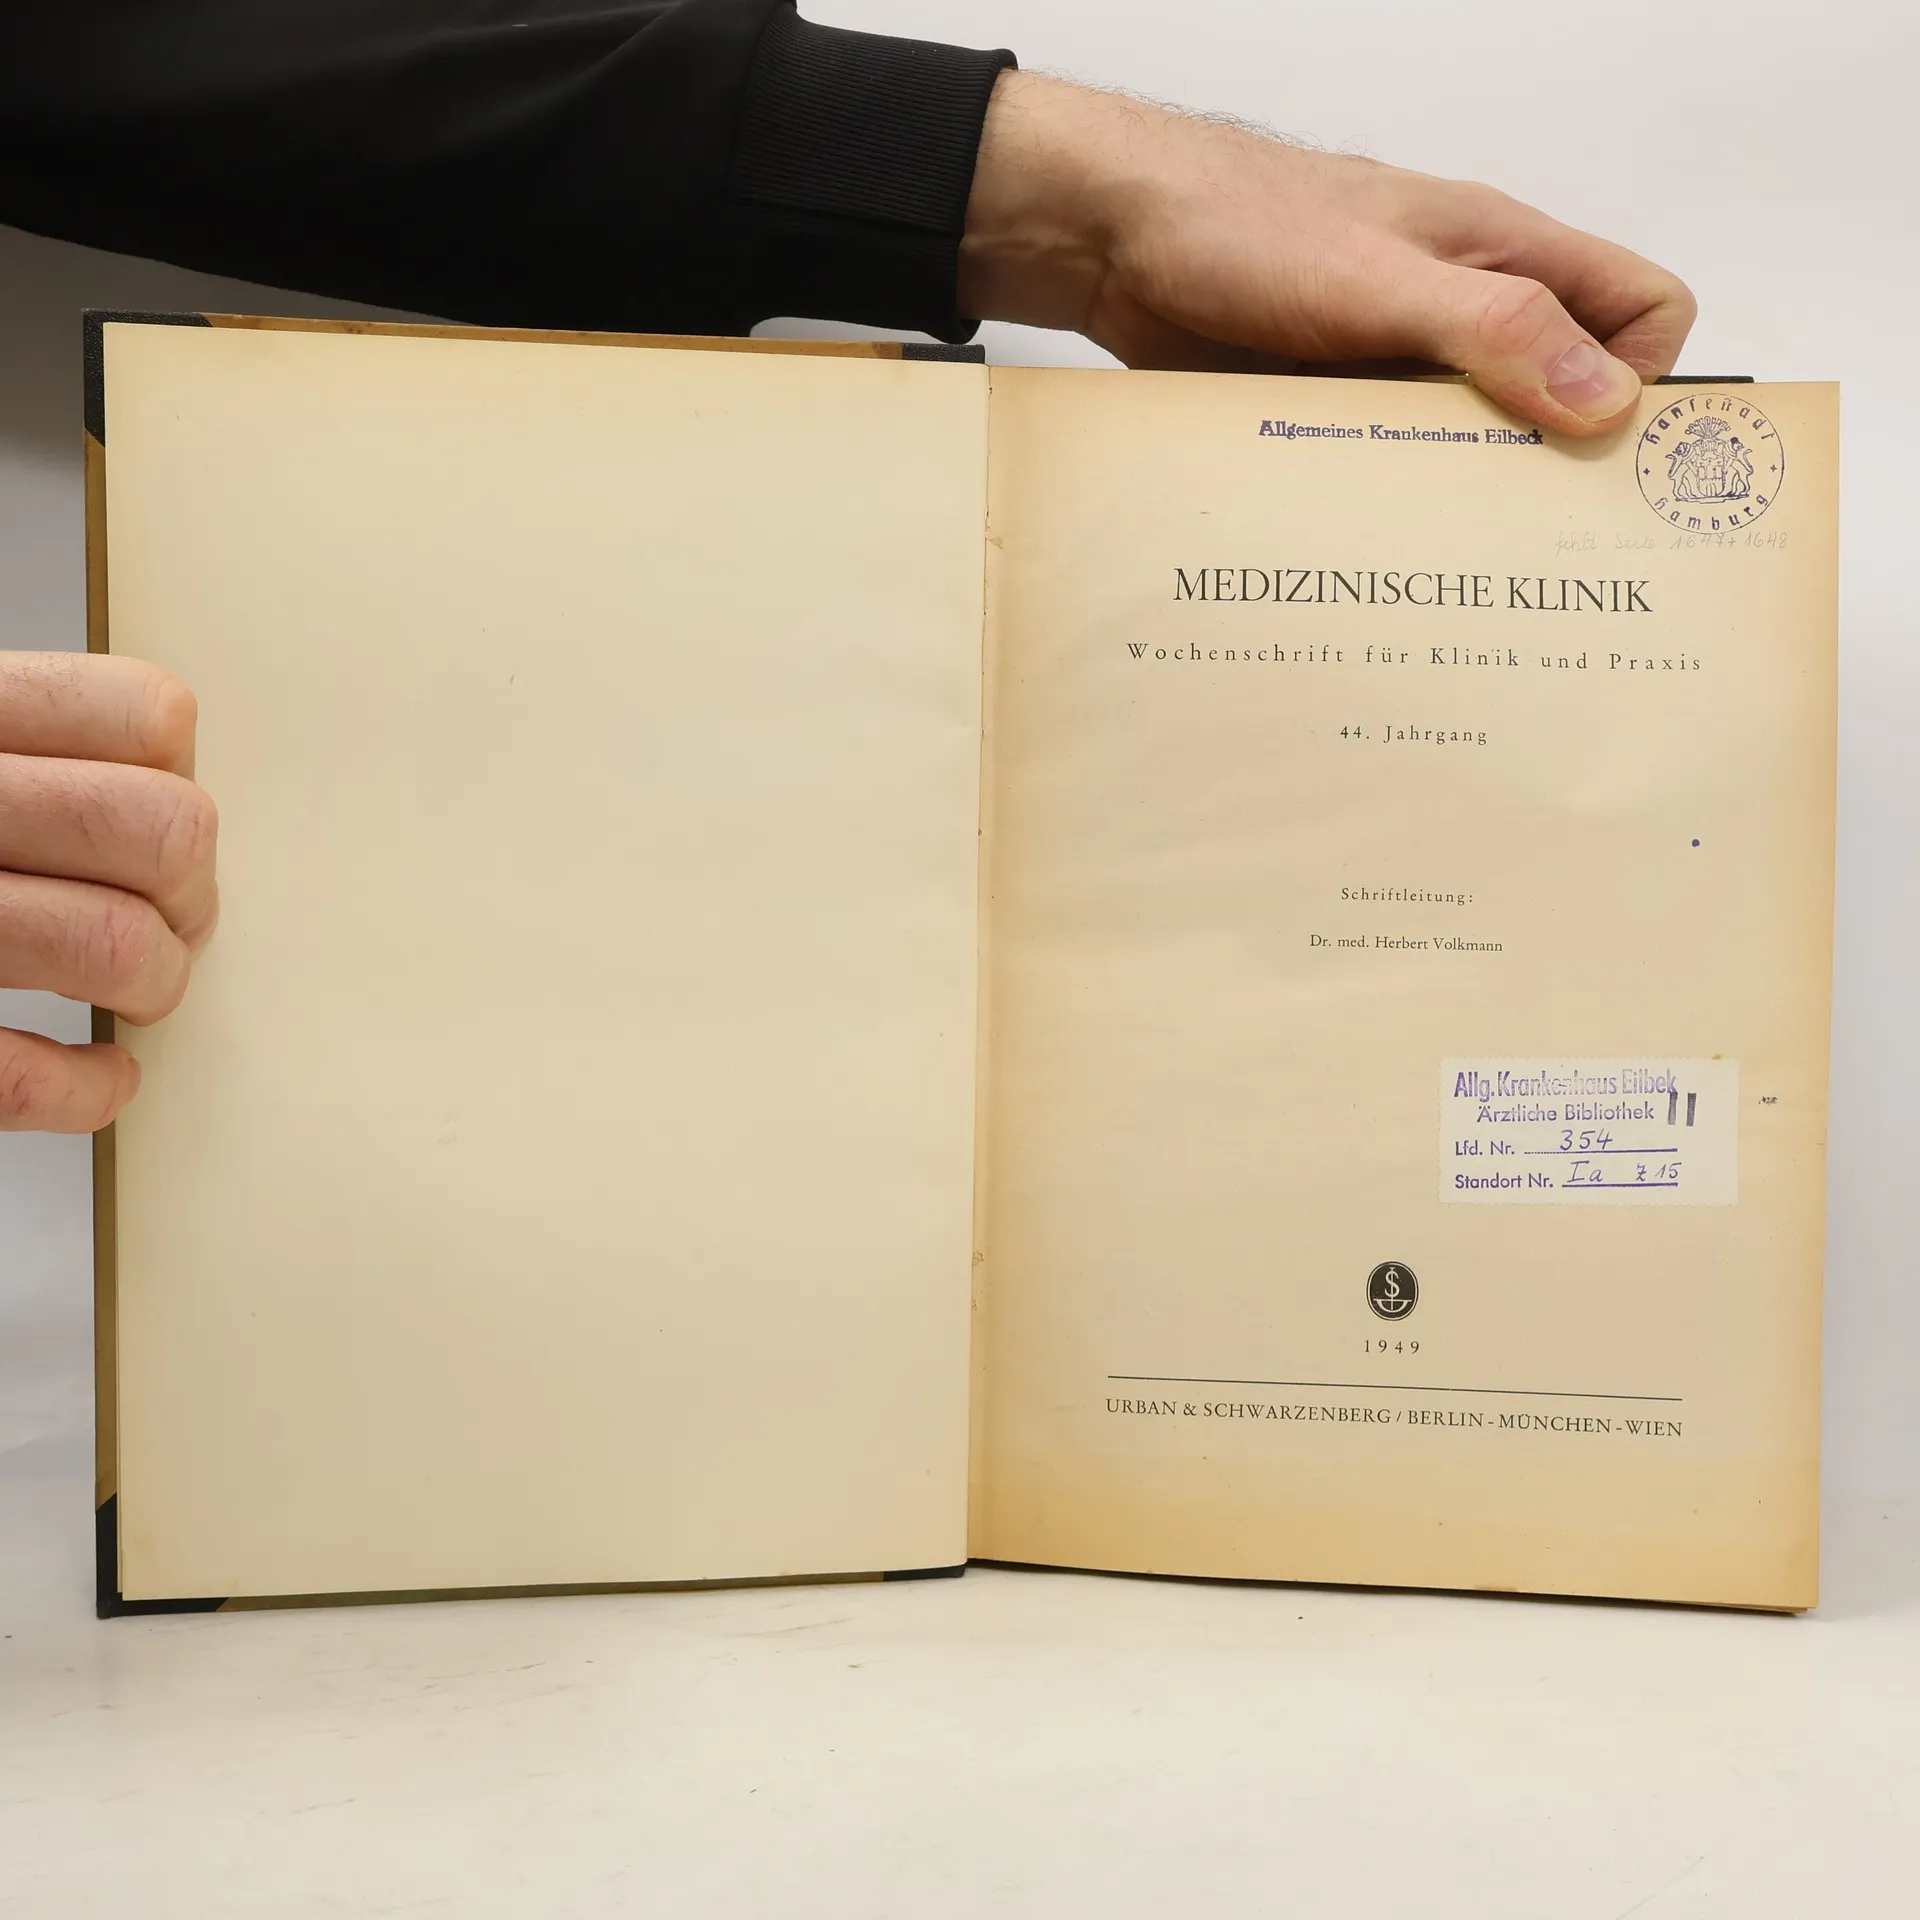 Allgemeines Krankenhaus Eilbeck
Hansestadt
Hamburg
fehlt Seite 1647+1648
MEDIZINISCHE KLINIK
Wochenschrift für Klinik und Praxis
44. Jahrgang
Schriftleitung:
Dr. med. Herbert Volkmann
Allg. Krankenhaus Eilbek
Ärztliche Bibliothek II
Lfd. Nr. 354
Standort Nr. Ia Z 15
1949
URBAN & SCHWARZENBERG / BERLIN - MÜNCHEN - WIEN